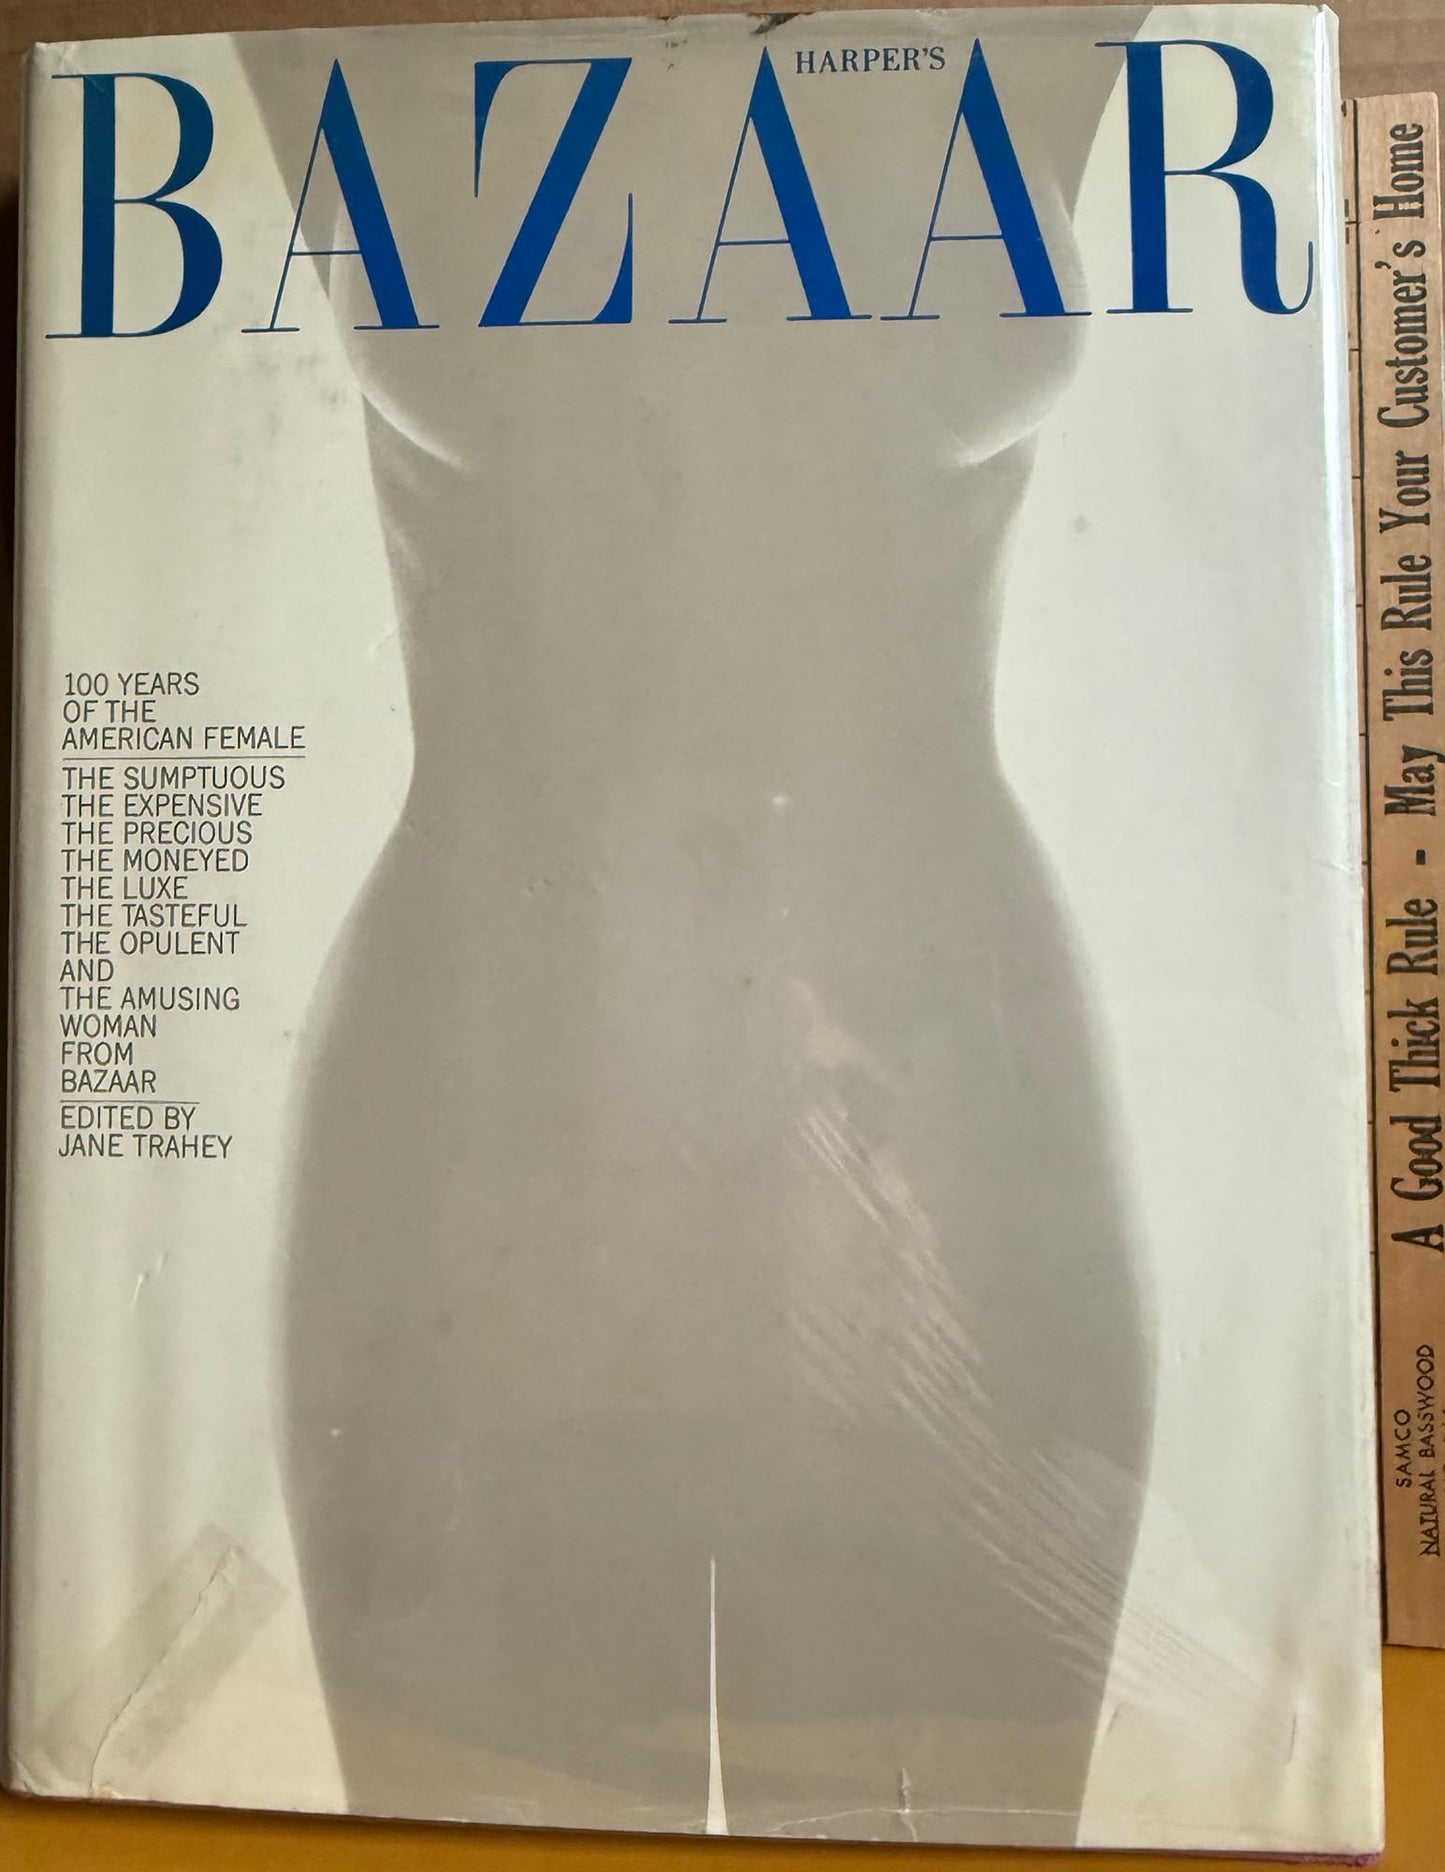 HARPER'S
BAZAAR
100 YEARS
OF THE
AMERICAN FEMALE
THE SUMPTUOUS
THE EXPENSIVE
THE PRECIOUS
THE MONEYED
THE LUXE
THE TASTEFUL
THE OPULENT
AND
THE AMUSING
WOMAN
FROM
BAZAAR
EDITED BY
JANE TRAHEY
A Good Thick Rule - May This Rule Your Customer's Home
SAMCO
NATURAL BASSWOOD